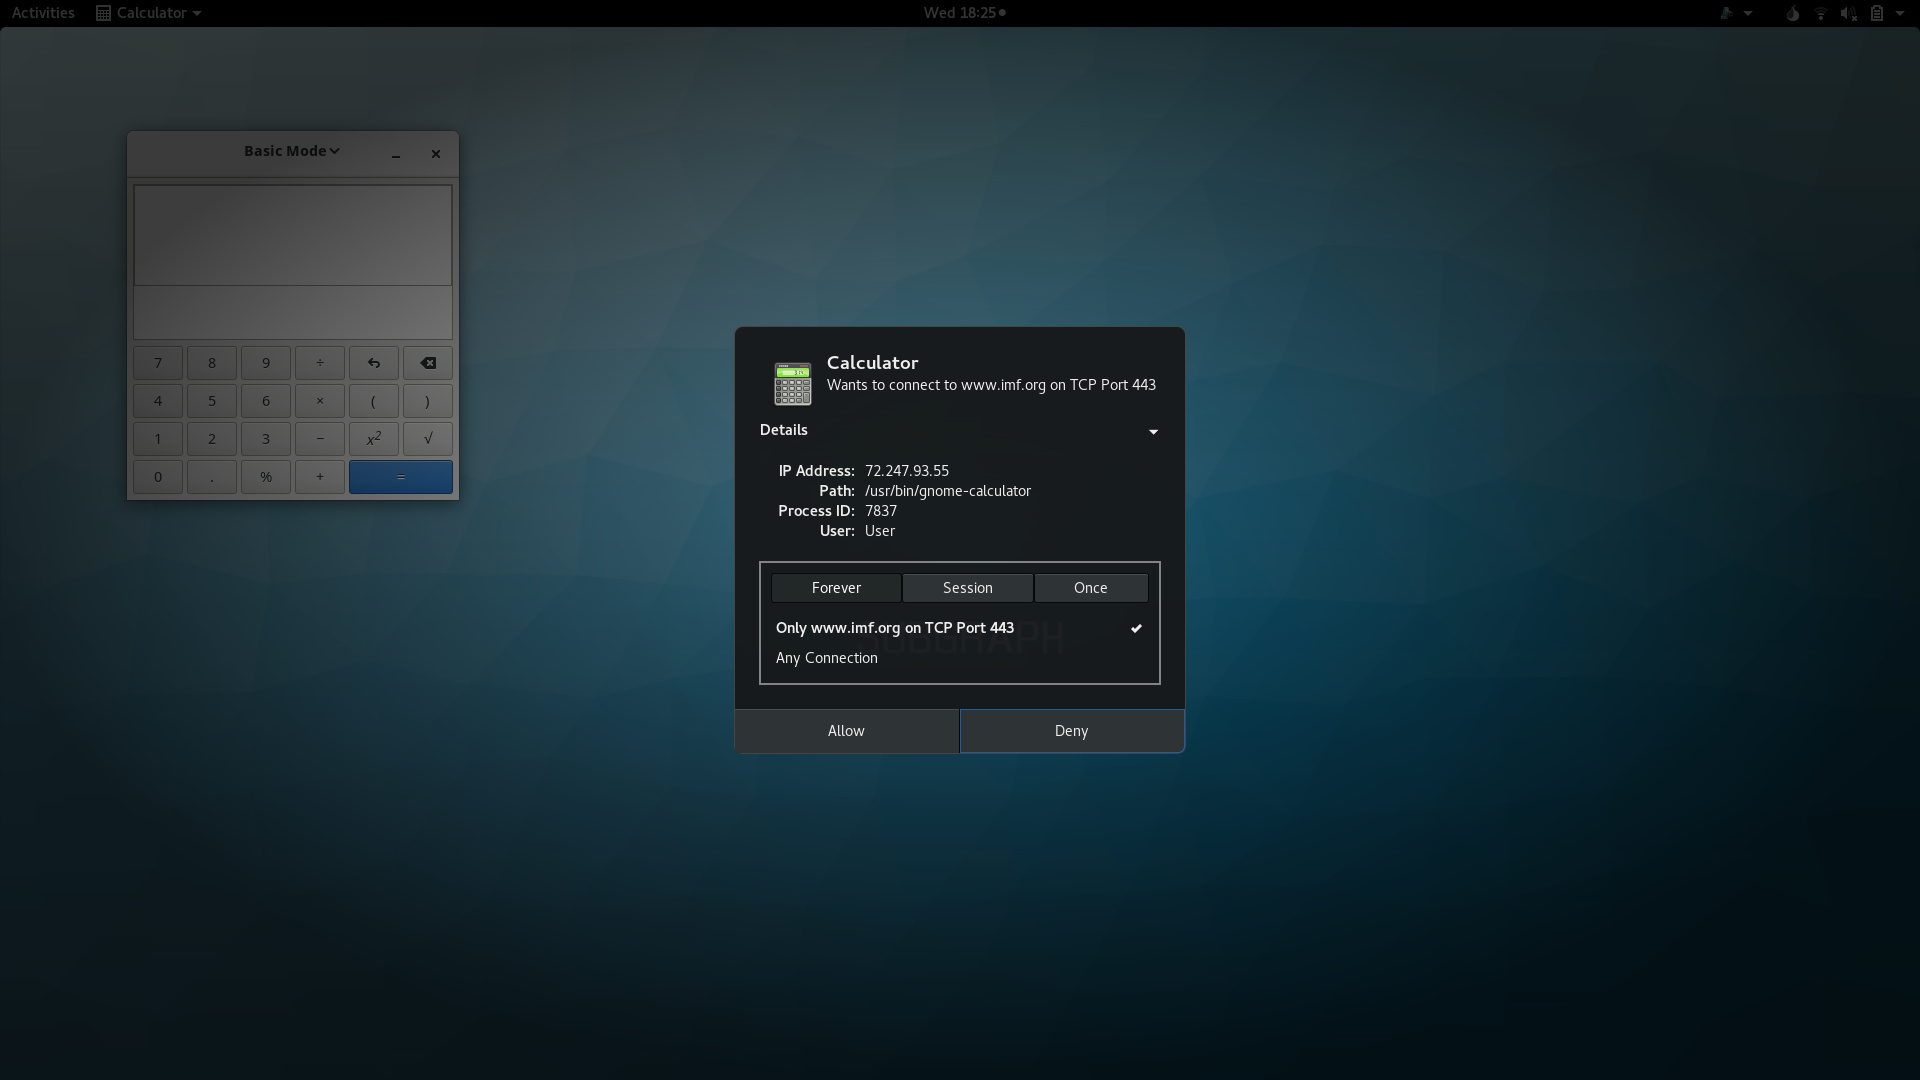 Activities Calculator Wed 18:25
Basic Mode
7 8 9 ÷
4 5 6 × ( )
1 2 3 − x² √
0 . % + =
Calculator
Wants to connect to www.imf.org on TCP Port 443
Details
IP Address: 72.247.93.55
Path: /usr/bin/gnome-calculator
Process ID: 7837
User: User
Forever Session Once
Only www.imf.org on TCP Port 443
Any Connection
Allow Deny